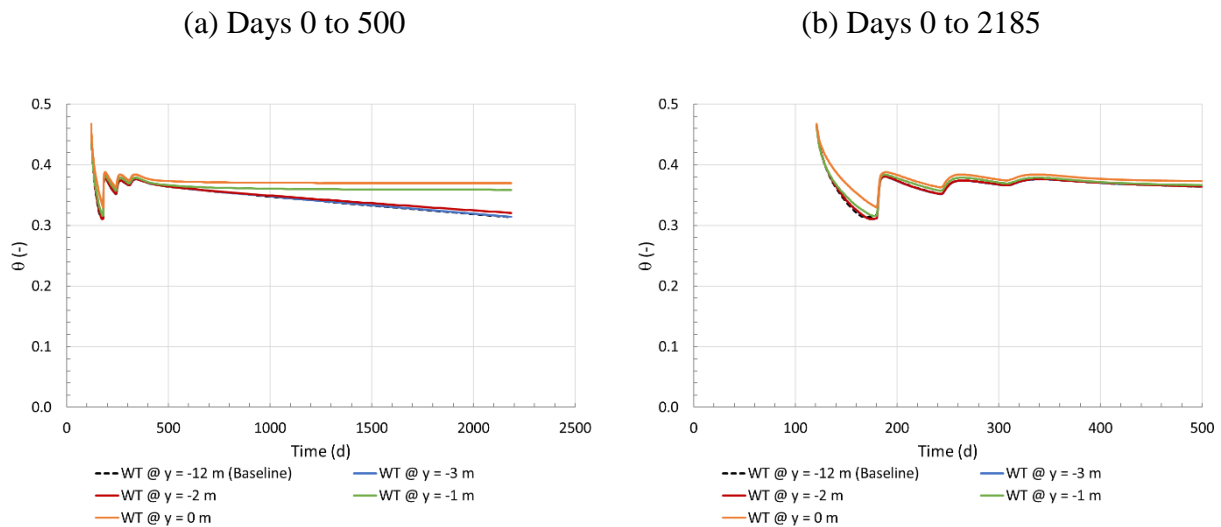 (a) Days 0 to 500
0.5
0.4
0.3
θ (-)
0.2
0.1
0.0
0 500 1000 1500 2000 2500
Time (d)
WT @ y = -12 m (Baseline) WT @ y = -3 m
WT @ y = -2 m WT @ y = -1 m
WT @ y = 0 m
(b) Days 0 to 2185
0.5
0.4
0.3
θ (-)
0.2
0.1
0.0
0 100 200 300 400 500
Time (d)
WT @ y = -12 m (Baseline) WT @ y = -3 m
WT @ y = -2 m WT @ y = -1 m
WT @ y = 0 m